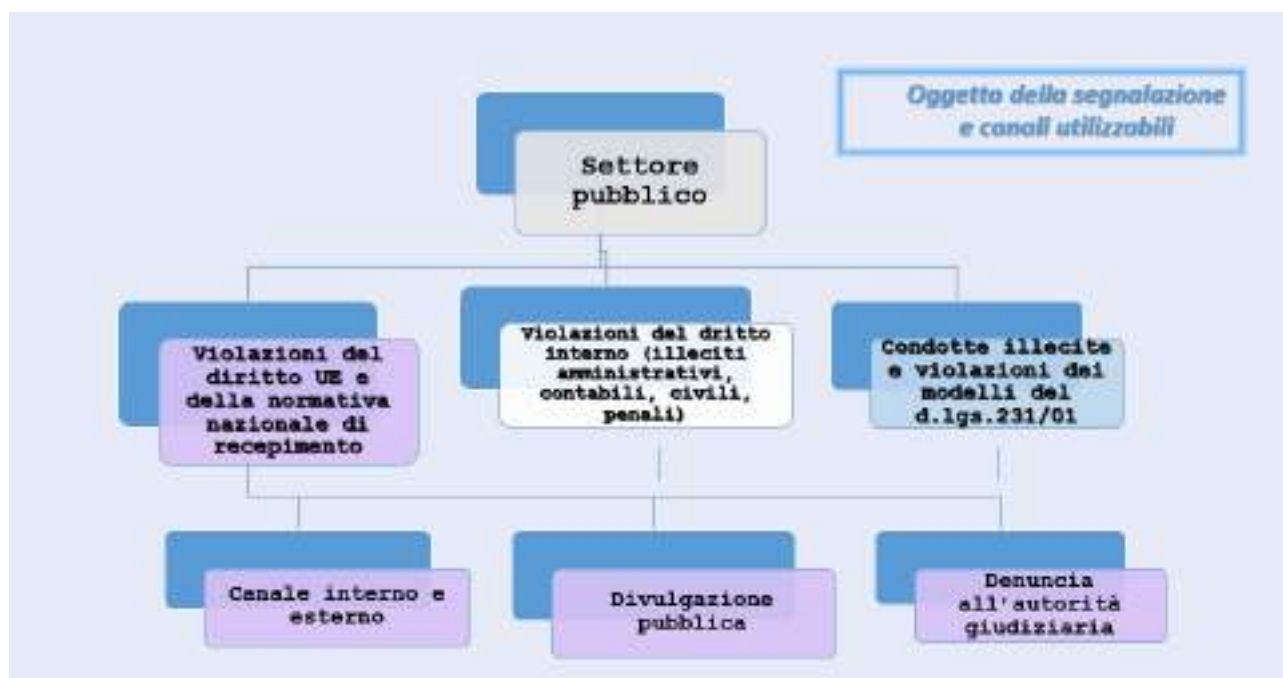 Oggetto della segnalazione
e canali utilizzabili
Settore
pubblico
Violazioni del
diritto UE e
della normativa
nazionale di
recepimento
Violazioni del dritto
interno (illeciti
amministrativi,
contabili, civili,
penali)
Condotte illecite
e violazioni dei
modelli del
d.lgs.231/01
Canale interno e
esterno
Divulgazione
pubblica
Denuncia
all'autorità
giudiziaria